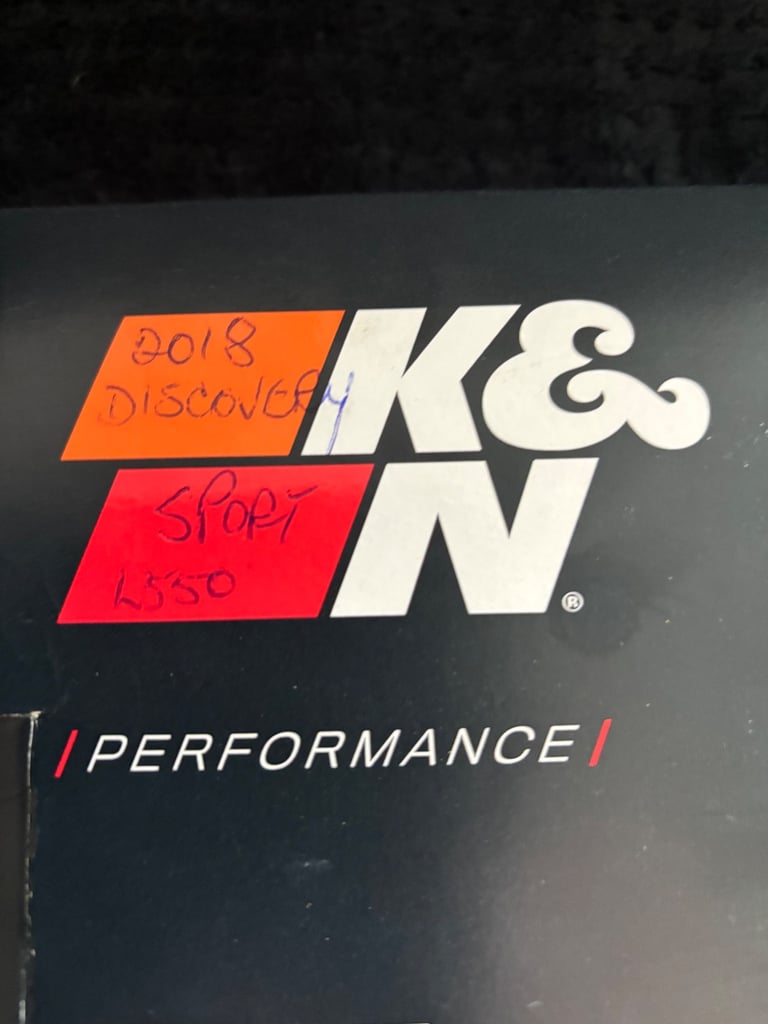 2018
DISCOVERY
K&
SPORT
L550
N®
/PERFORMANCE/